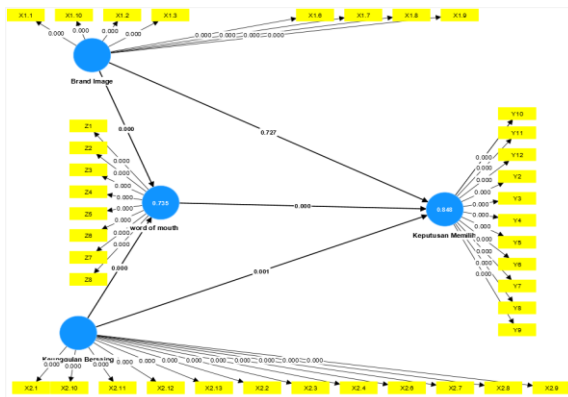 X1.1 X1.10 X1.2 X1.3 X1.6 X1.7 X1.8 X1.9
0.000 0.000 0.000 0.000 0.000 0.000 0.000 0.000
Brand Image
0.000
0.727
Z1
Z2
Z3
Z4
Z5
Z6
Z7
Z8
0.000
0.000
0.000
0.000
0.000
0.000
0.000
0.000
word of mouth
0.000
Keputusan Memilih
Y10
Y11
Y12
Y2
Y3
Y4
Y5
Y6
Y7
Y8
Y9
0.000
0.000
0.000
0.000
0.000
0.000
0.000
0.000
0.000
0.000
0.000
0.000
0.001
Keunggulan Bersaing
0.000 0.000 0.000 0.000 0.000 0.000 0.000 0.000 0.000 0.000 0.000 0.000
X2.1 X2.10 X2.11 X2.12 X2.13 X2.2 X2.3 X2.4 X2.6 X2.7 X2.8 X2.9